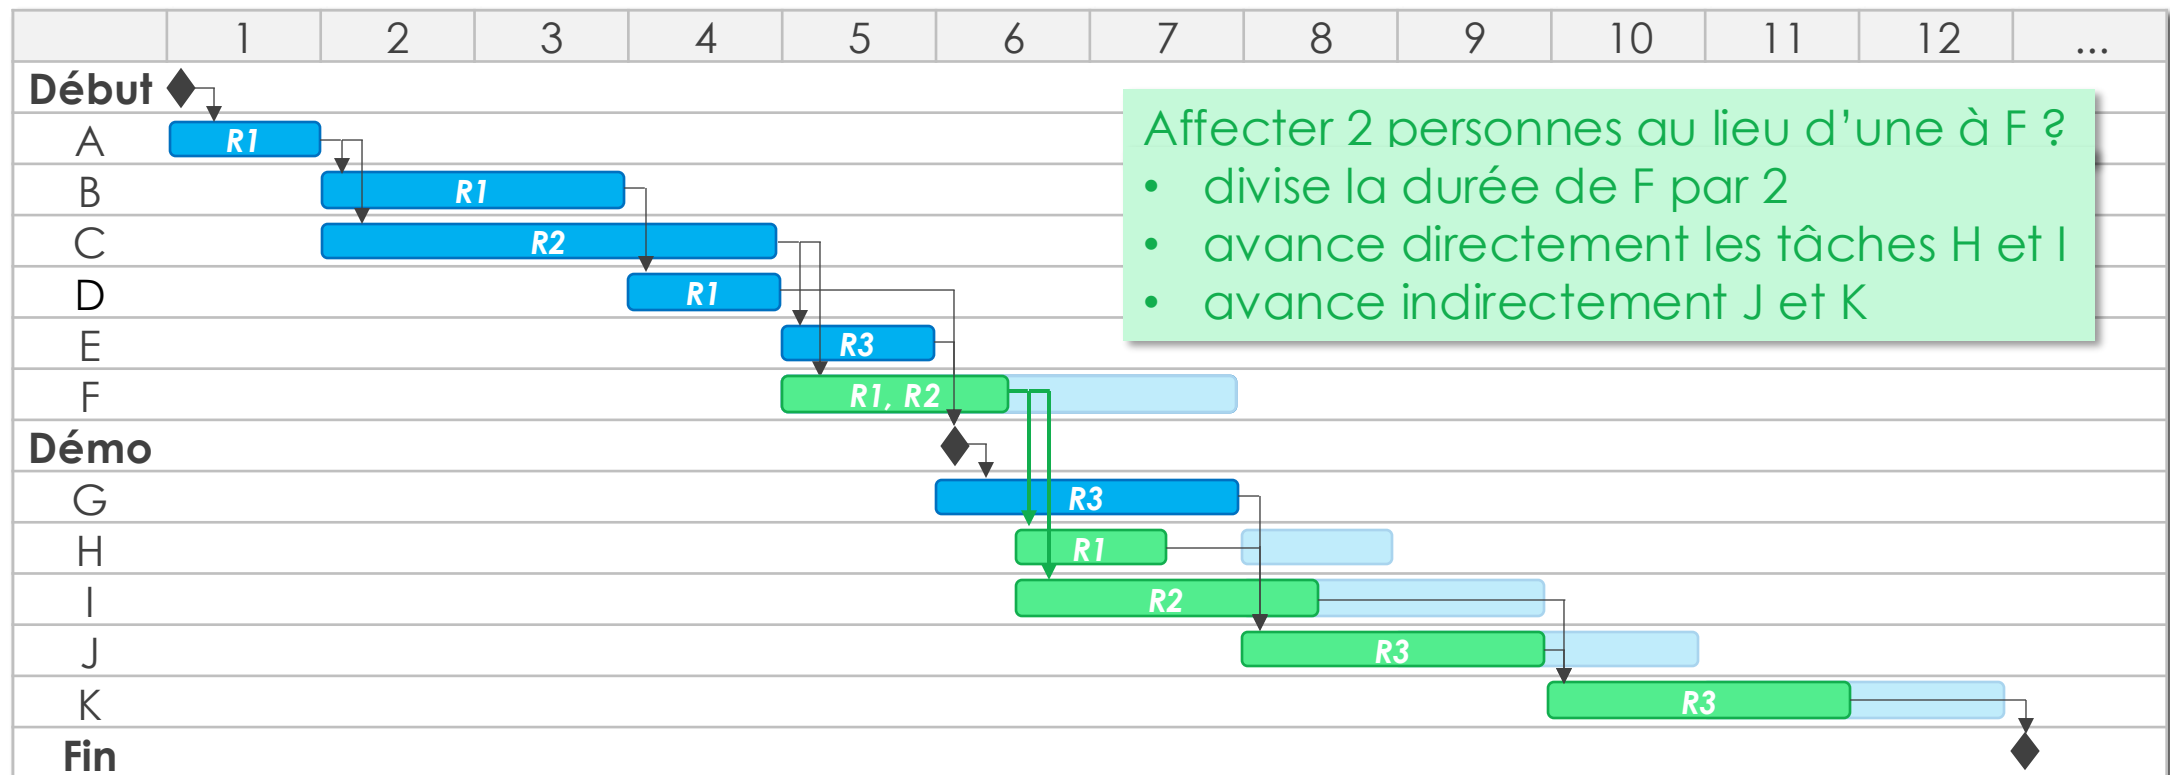 1 2 3 4 5 6 7 8 9 10 11 12 ...
Début
Affecter 2 personnes au lieu d’une à F ?
• divise la durée de F par 2
• avance directement les tâches H et I
• avance indirectement J et K
A R1
B R1
C R2
D R1
E R3
F R1, R2
Démo
G R3
H R1
I R2
J R3
K R3
Fin